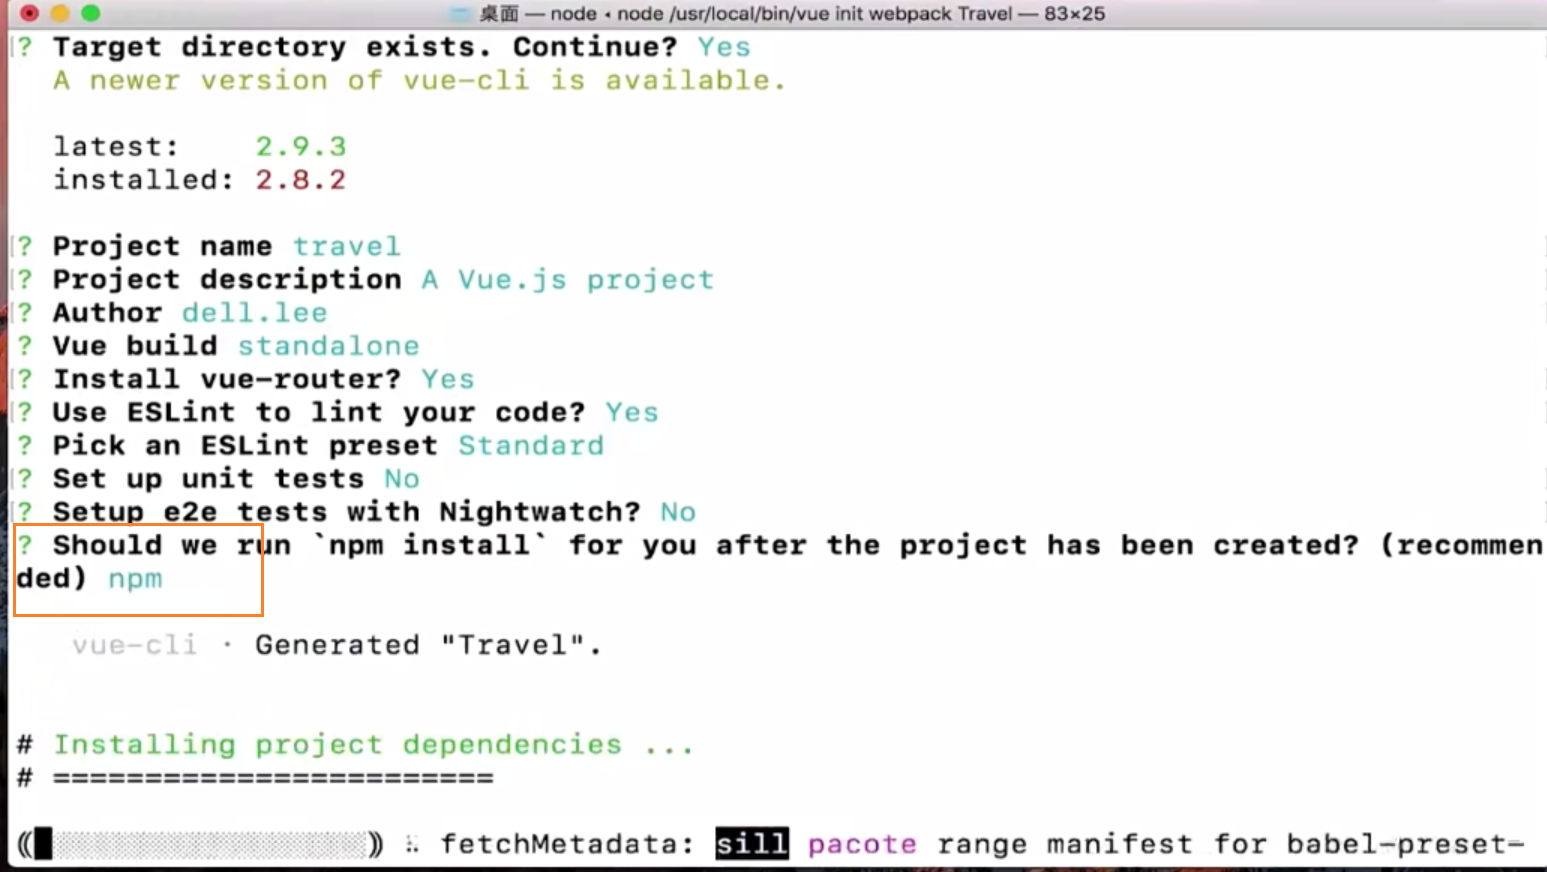 桌面 — node ◂ node /usr/local/bin/vue init webpack Travel — 83×25
? Target directory exists. Continue? Yes
A newer version of vue-cli is available.
latest: 2.9.3
installed: 2.8.2
? Project name travel
? Project description A Vue.js project
? Author dell.lee
? Vue build standalone
? Install vue-router? Yes
? Use ESLint to lint your code? Yes
? Pick an ESLint preset Standard
? Set up unit tests No
? Setup e2e tests with Nightwatch? No
? Should we run `npm install` for you after the project has been created? (recommen
ded) npm
vue-cli · Generated "Travel".
# Installing project dependencies ...
# ========================
fetchMetadata: sill pacote range manifest for babel-preset-